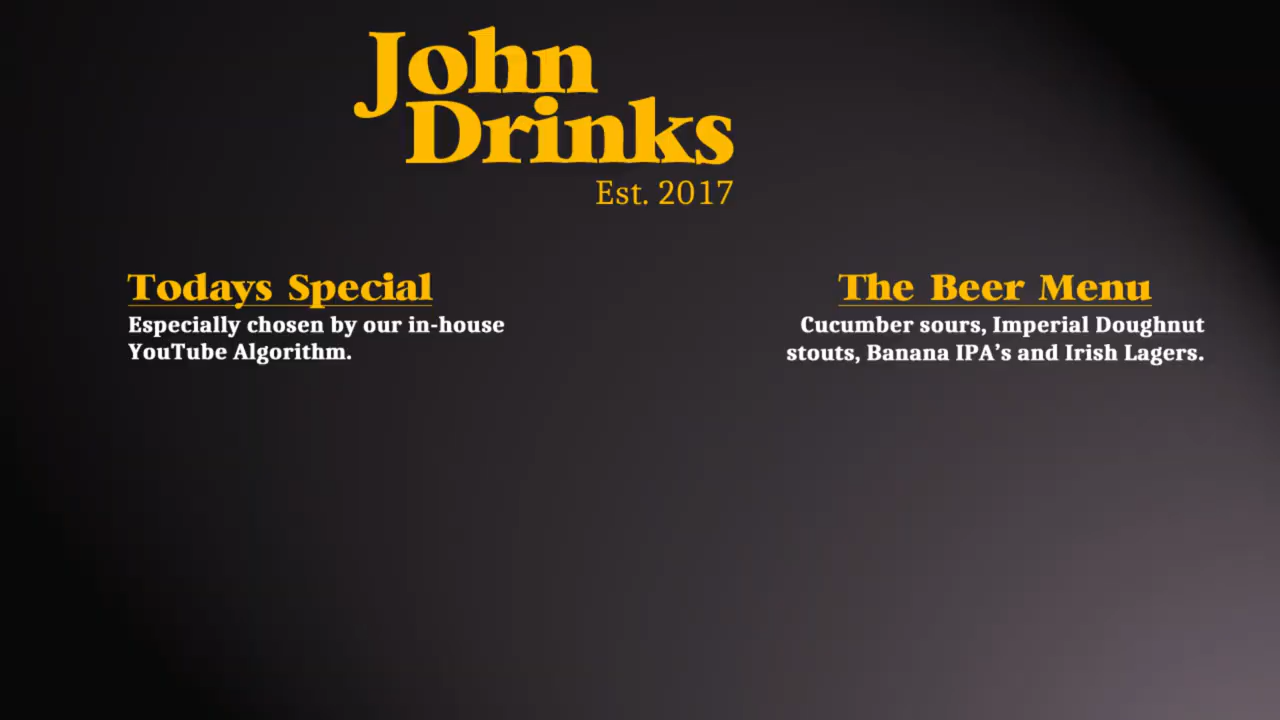 John
Drinks
Est. 2017
Todays Special
Especially chosen by our in-house
YouTube Algorithm.
The Beer Menu
Cucumber sours, Imperial Doughnut
stouts, Banana IPA’s and Irish Lagers.